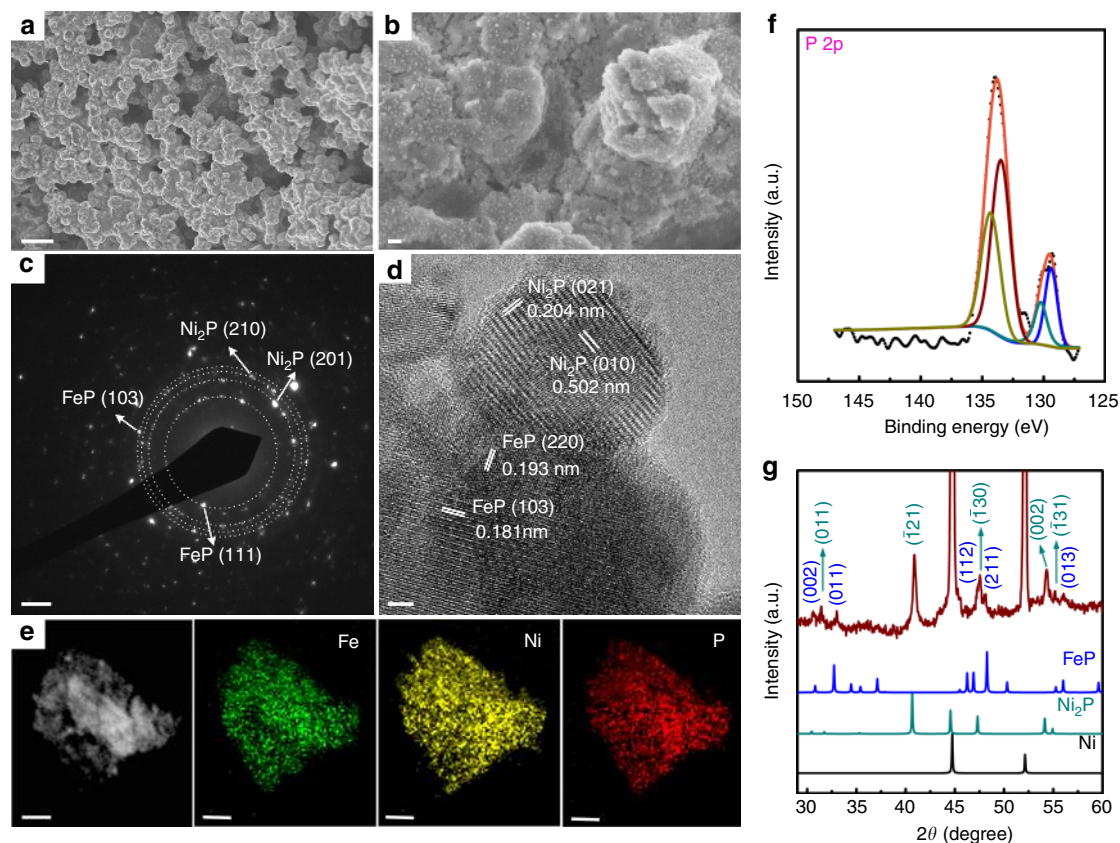 a
b
c
Ni₂P (210)
Ni₂P (201)
FeP (103)
FeP (111)
d
Ni₂P (021)
0.204 nm
Ni₂P (010)
0.502 nm
FeP (220)
0.193 nm
FeP (103)
0.181nm
e
Fe
Ni
P
f
P 2p
Intensity (a.u.)
150 145 140 135 130 125
Binding energy (eV)
g
(002)
(011)
(011)
(1̄21)
(112)
(1̄30)
(211)
(002)
(1̄31)
(013)
FeP
Ni₂P
Ni
Intensity (a.u.)
30 35 40 45 50 55 60
2θ (degree)